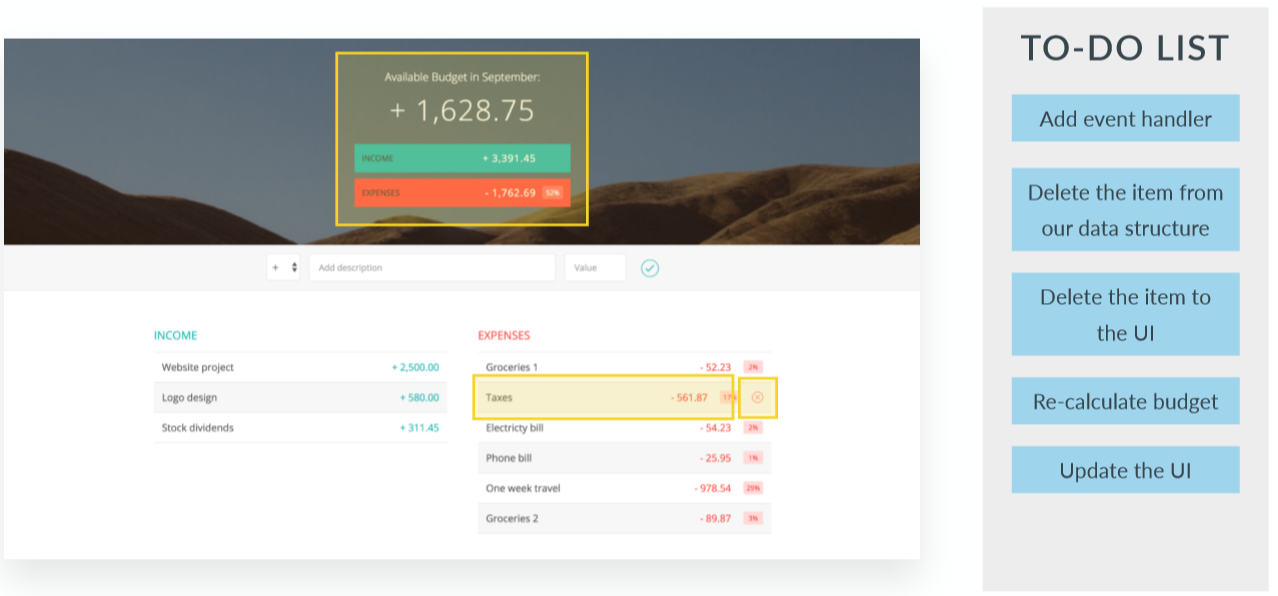 Available Budget in September:
+ 1,628.75
INCOME + 3,391.45
EXPENSES - 1,762.69 52%
+ Add description Value
INCOME
Website project + 2,500.00
Logo design + 580.00
Stock dividends + 311.45
EXPENSES
Groceries 1 - 52.23 2%
Taxes - 561.87 17%
Electricty bill - 54.23 2%
Phone bill - 25.95 1%
One week travel - 978.54 29%
Groceries 2 - 89.87 3%
TO-DO LIST
Add event handler
Delete the item from
our data structure
Delete the item to
the UI
Re-calculate budget
Update the UI